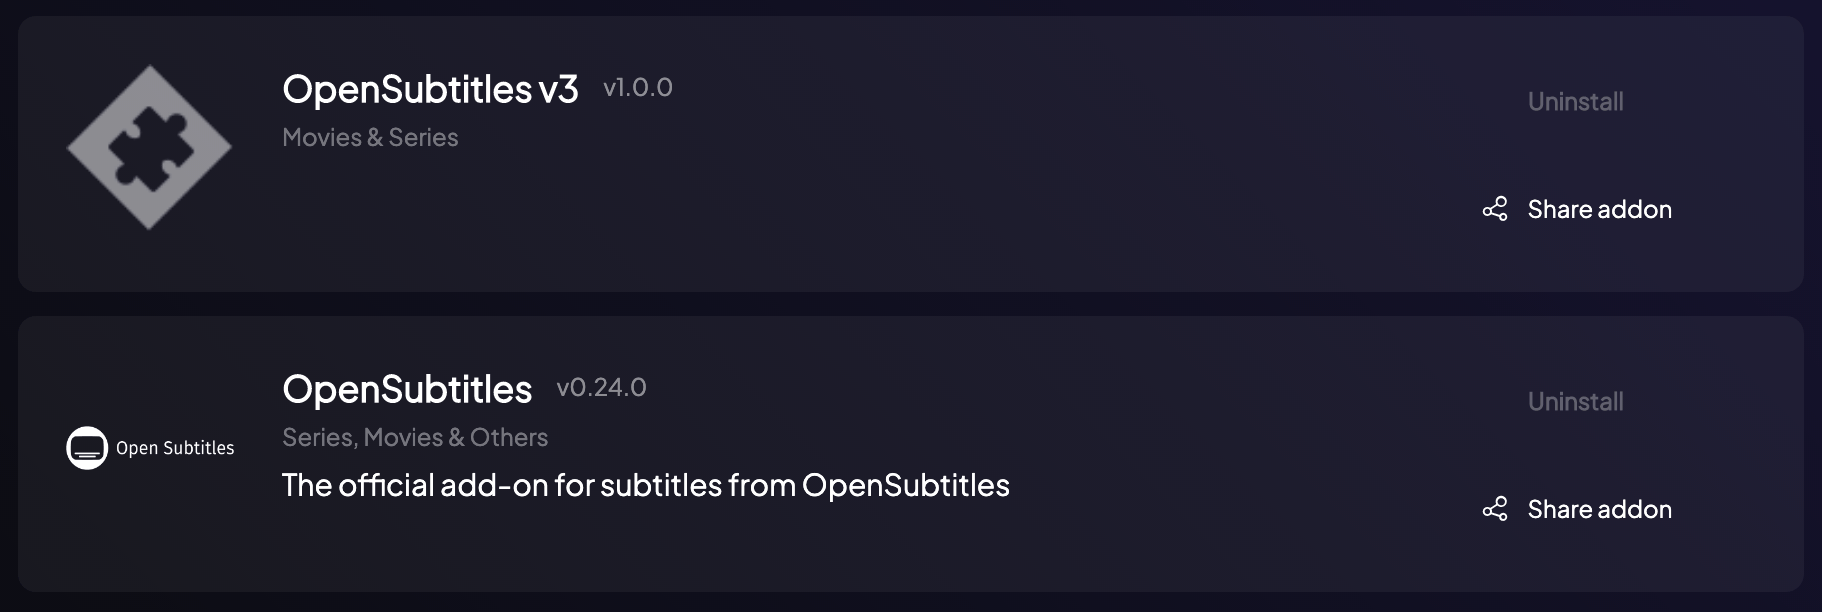 OpenSubtitles v3 v1.0.0
Movies & Series
Uninstall
Share addon
OpenSubtitles v0.24.0
Series, Movies & Others
The official add-on for subtitles from OpenSubtitles
Open Subtitles
Uninstall
Share addon